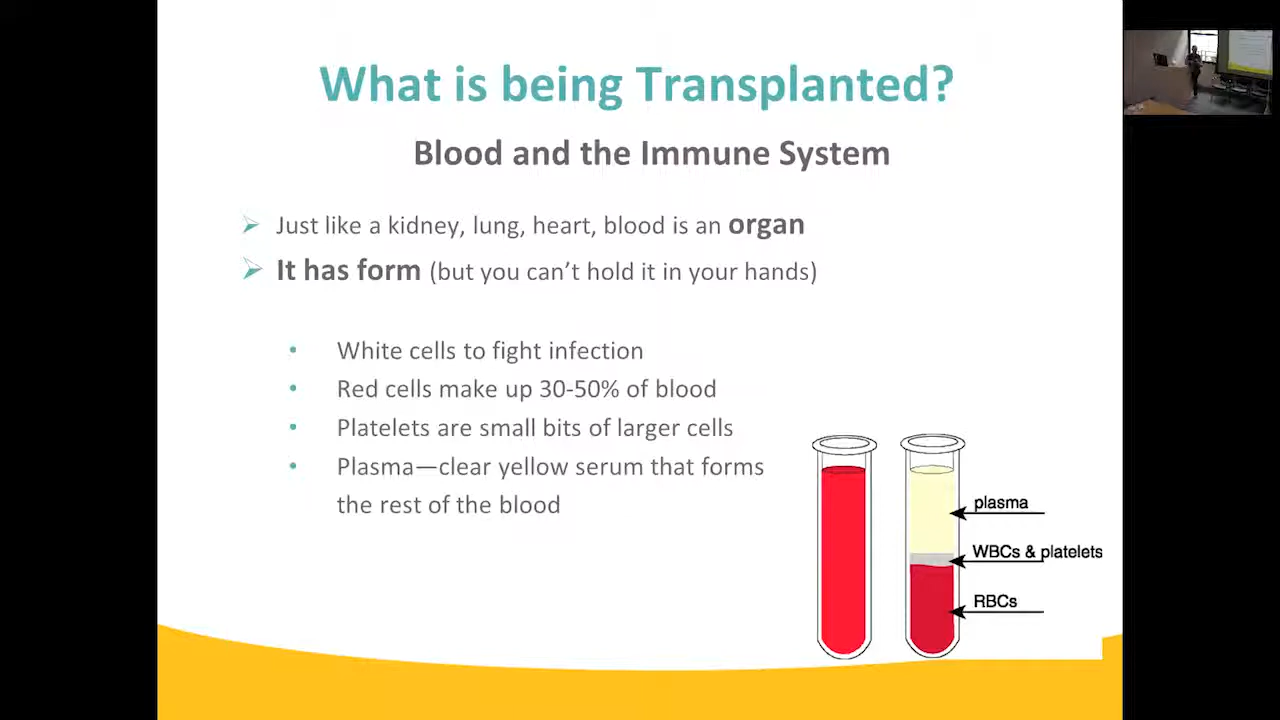 What is being Transplanted?
Blood and the Immune System
Just like a kidney, lung, heart, blood is an organ
It has form (but you can't hold it in your hands)
• White cells to fight infection
• Red cells make up 30-50% of blood
• Platelets are small bits of larger cells
• Plasma—clear yellow serum that forms
the rest of the blood
plasma
WBCs & platelets
RBCs